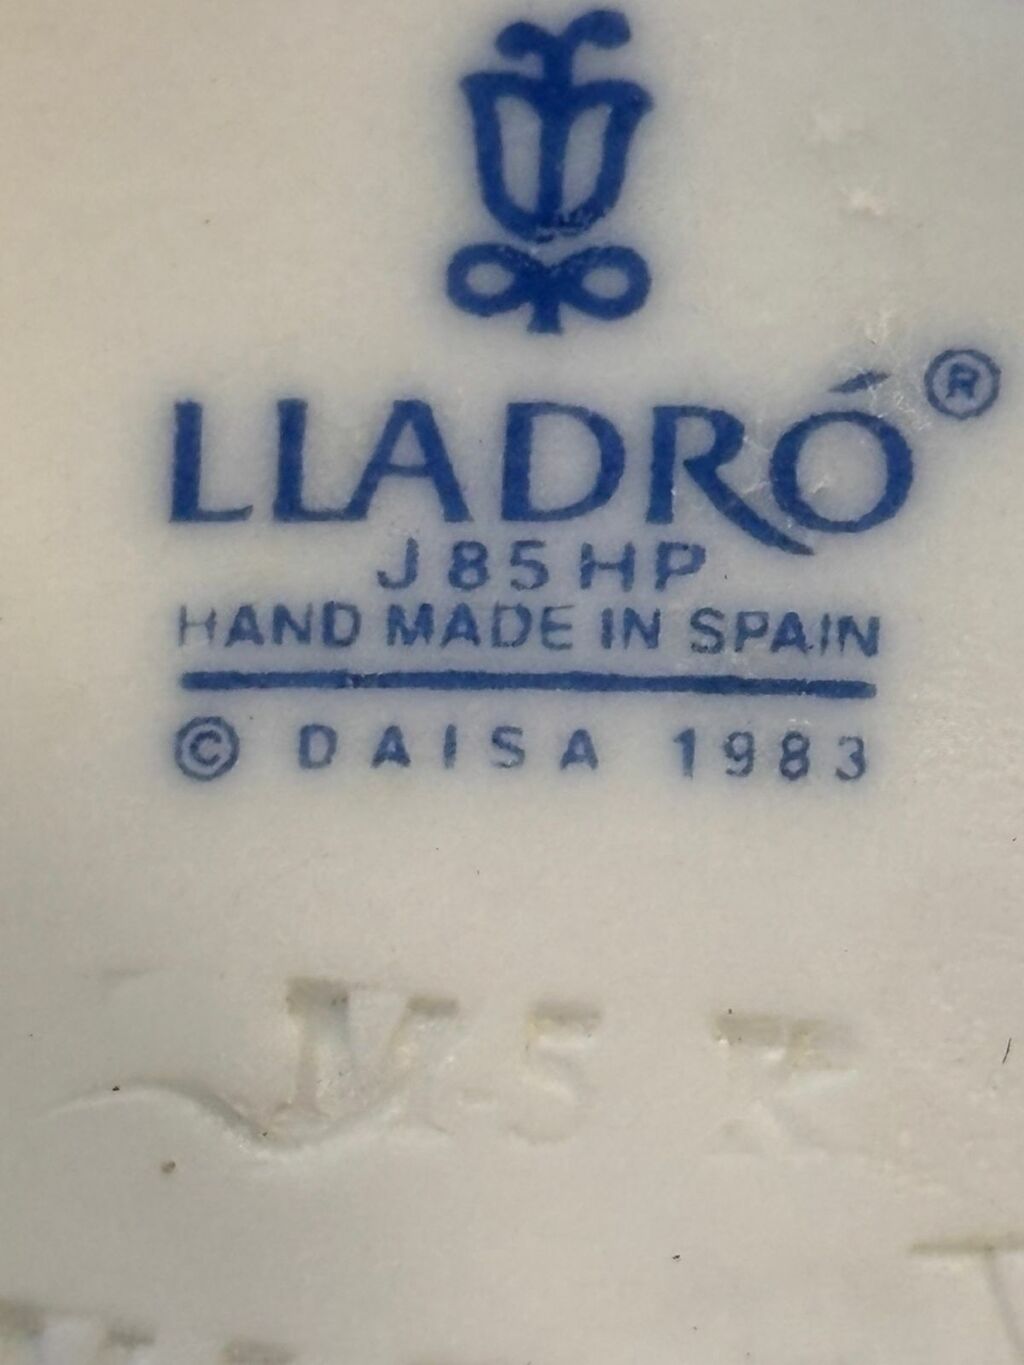 LLADRÓ®
J85HP
HAND MADE IN SPAIN
© DAISA 1983